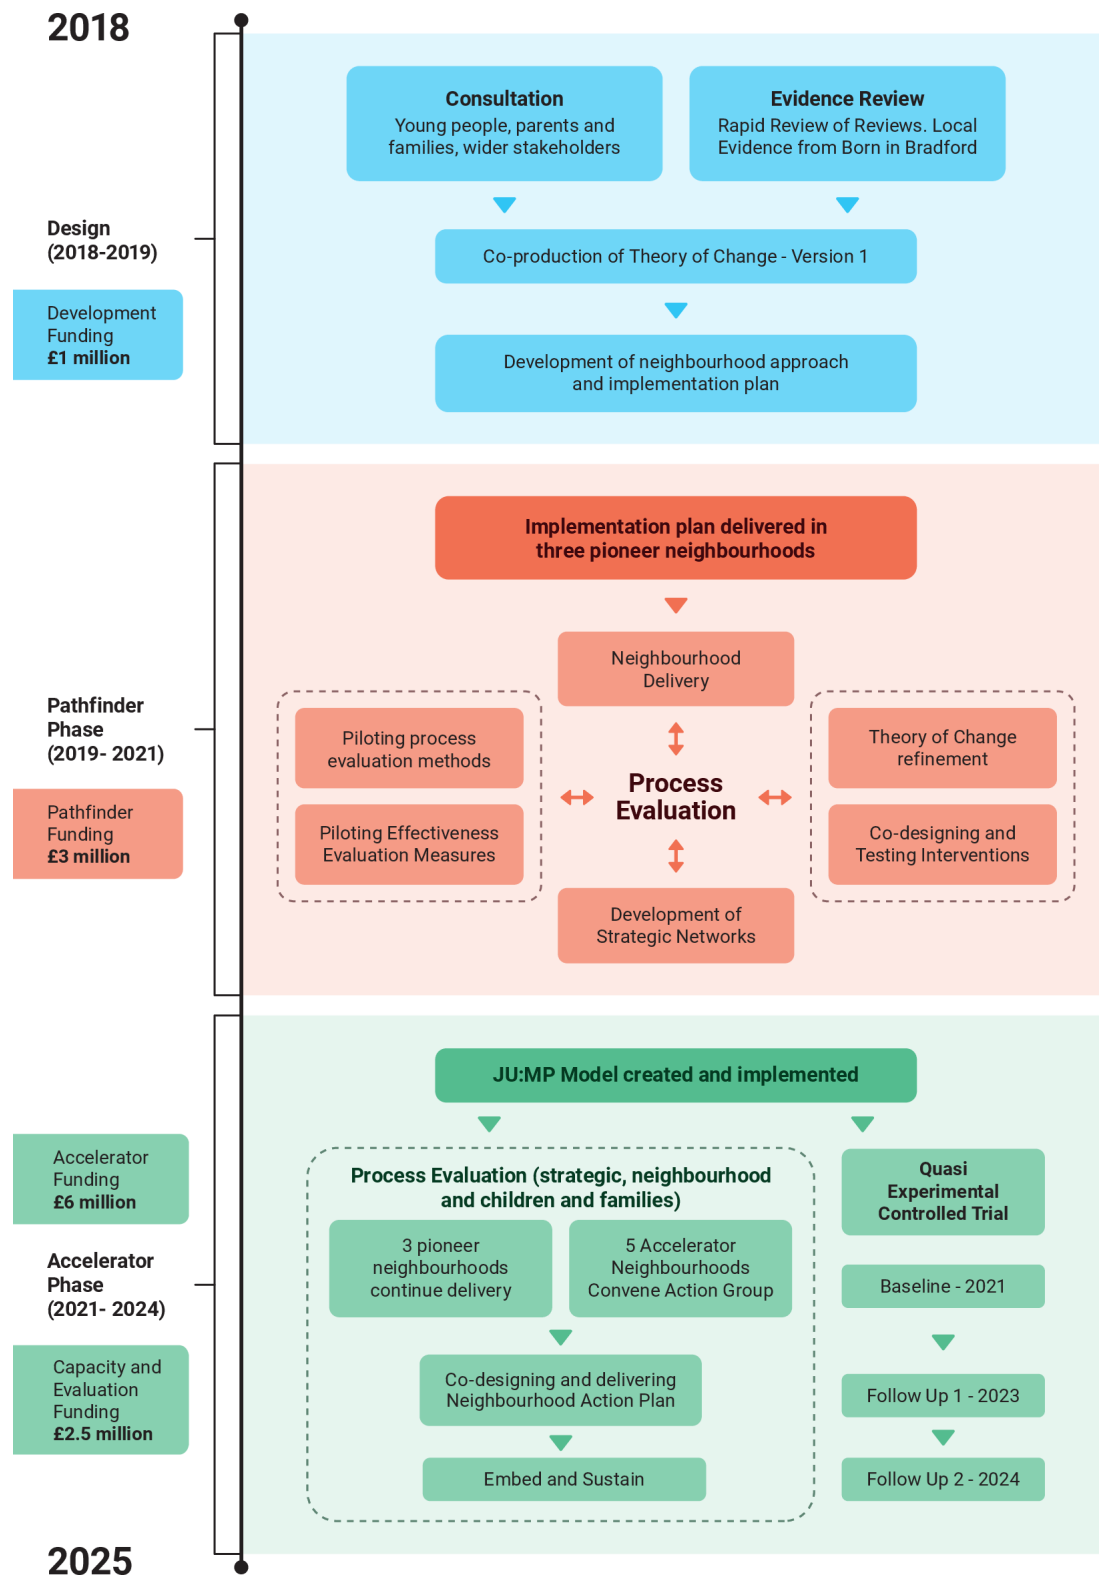 2018
Consultation
Young people, parents and
families, wider stakeholders
Evidence Review
Rapid Review of Reviews. Local
Evidence from Born in Bradford
Design
(2018-2019)
Co-production of Theory of Change - Version 1
Development
Funding
£1 million
Development of neighbourhood approach
and implementation plan
Implementation plan delivered in
three pioneer neighbourhoods
Neighbourhood
Delivery
Pathfinder
Phase
(2019- 2021)
Pathfinder
Funding
£3 million
Piloting process
evaluation methods
Piloting Effectiveness
Evaluation Measures
Process
Evaluation
Theory of Change
refinement
Co-designing and
Testing Interventions
Development of
Strategic Networks
JU:MP Model created and implemented
Accelerator
Funding
£6 million
Accelerator
Phase
(2021- 2024)
Capacity and
Evaluation
Funding
£2.5 million
Process Evaluation (strategic, neighbourhood
and children and families)
3 pioneer
neighbourhoods
continue delivery
5 Accelerator
Neighbourhoods
Convene Action Group
Co-designing and delivering
Neighbourhood Action Plan
Embed and Sustain
Quasi
Experimental
Controlled Trial
Baseline - 2021
Follow Up 1 - 2023
Follow Up 2 - 2024
2025